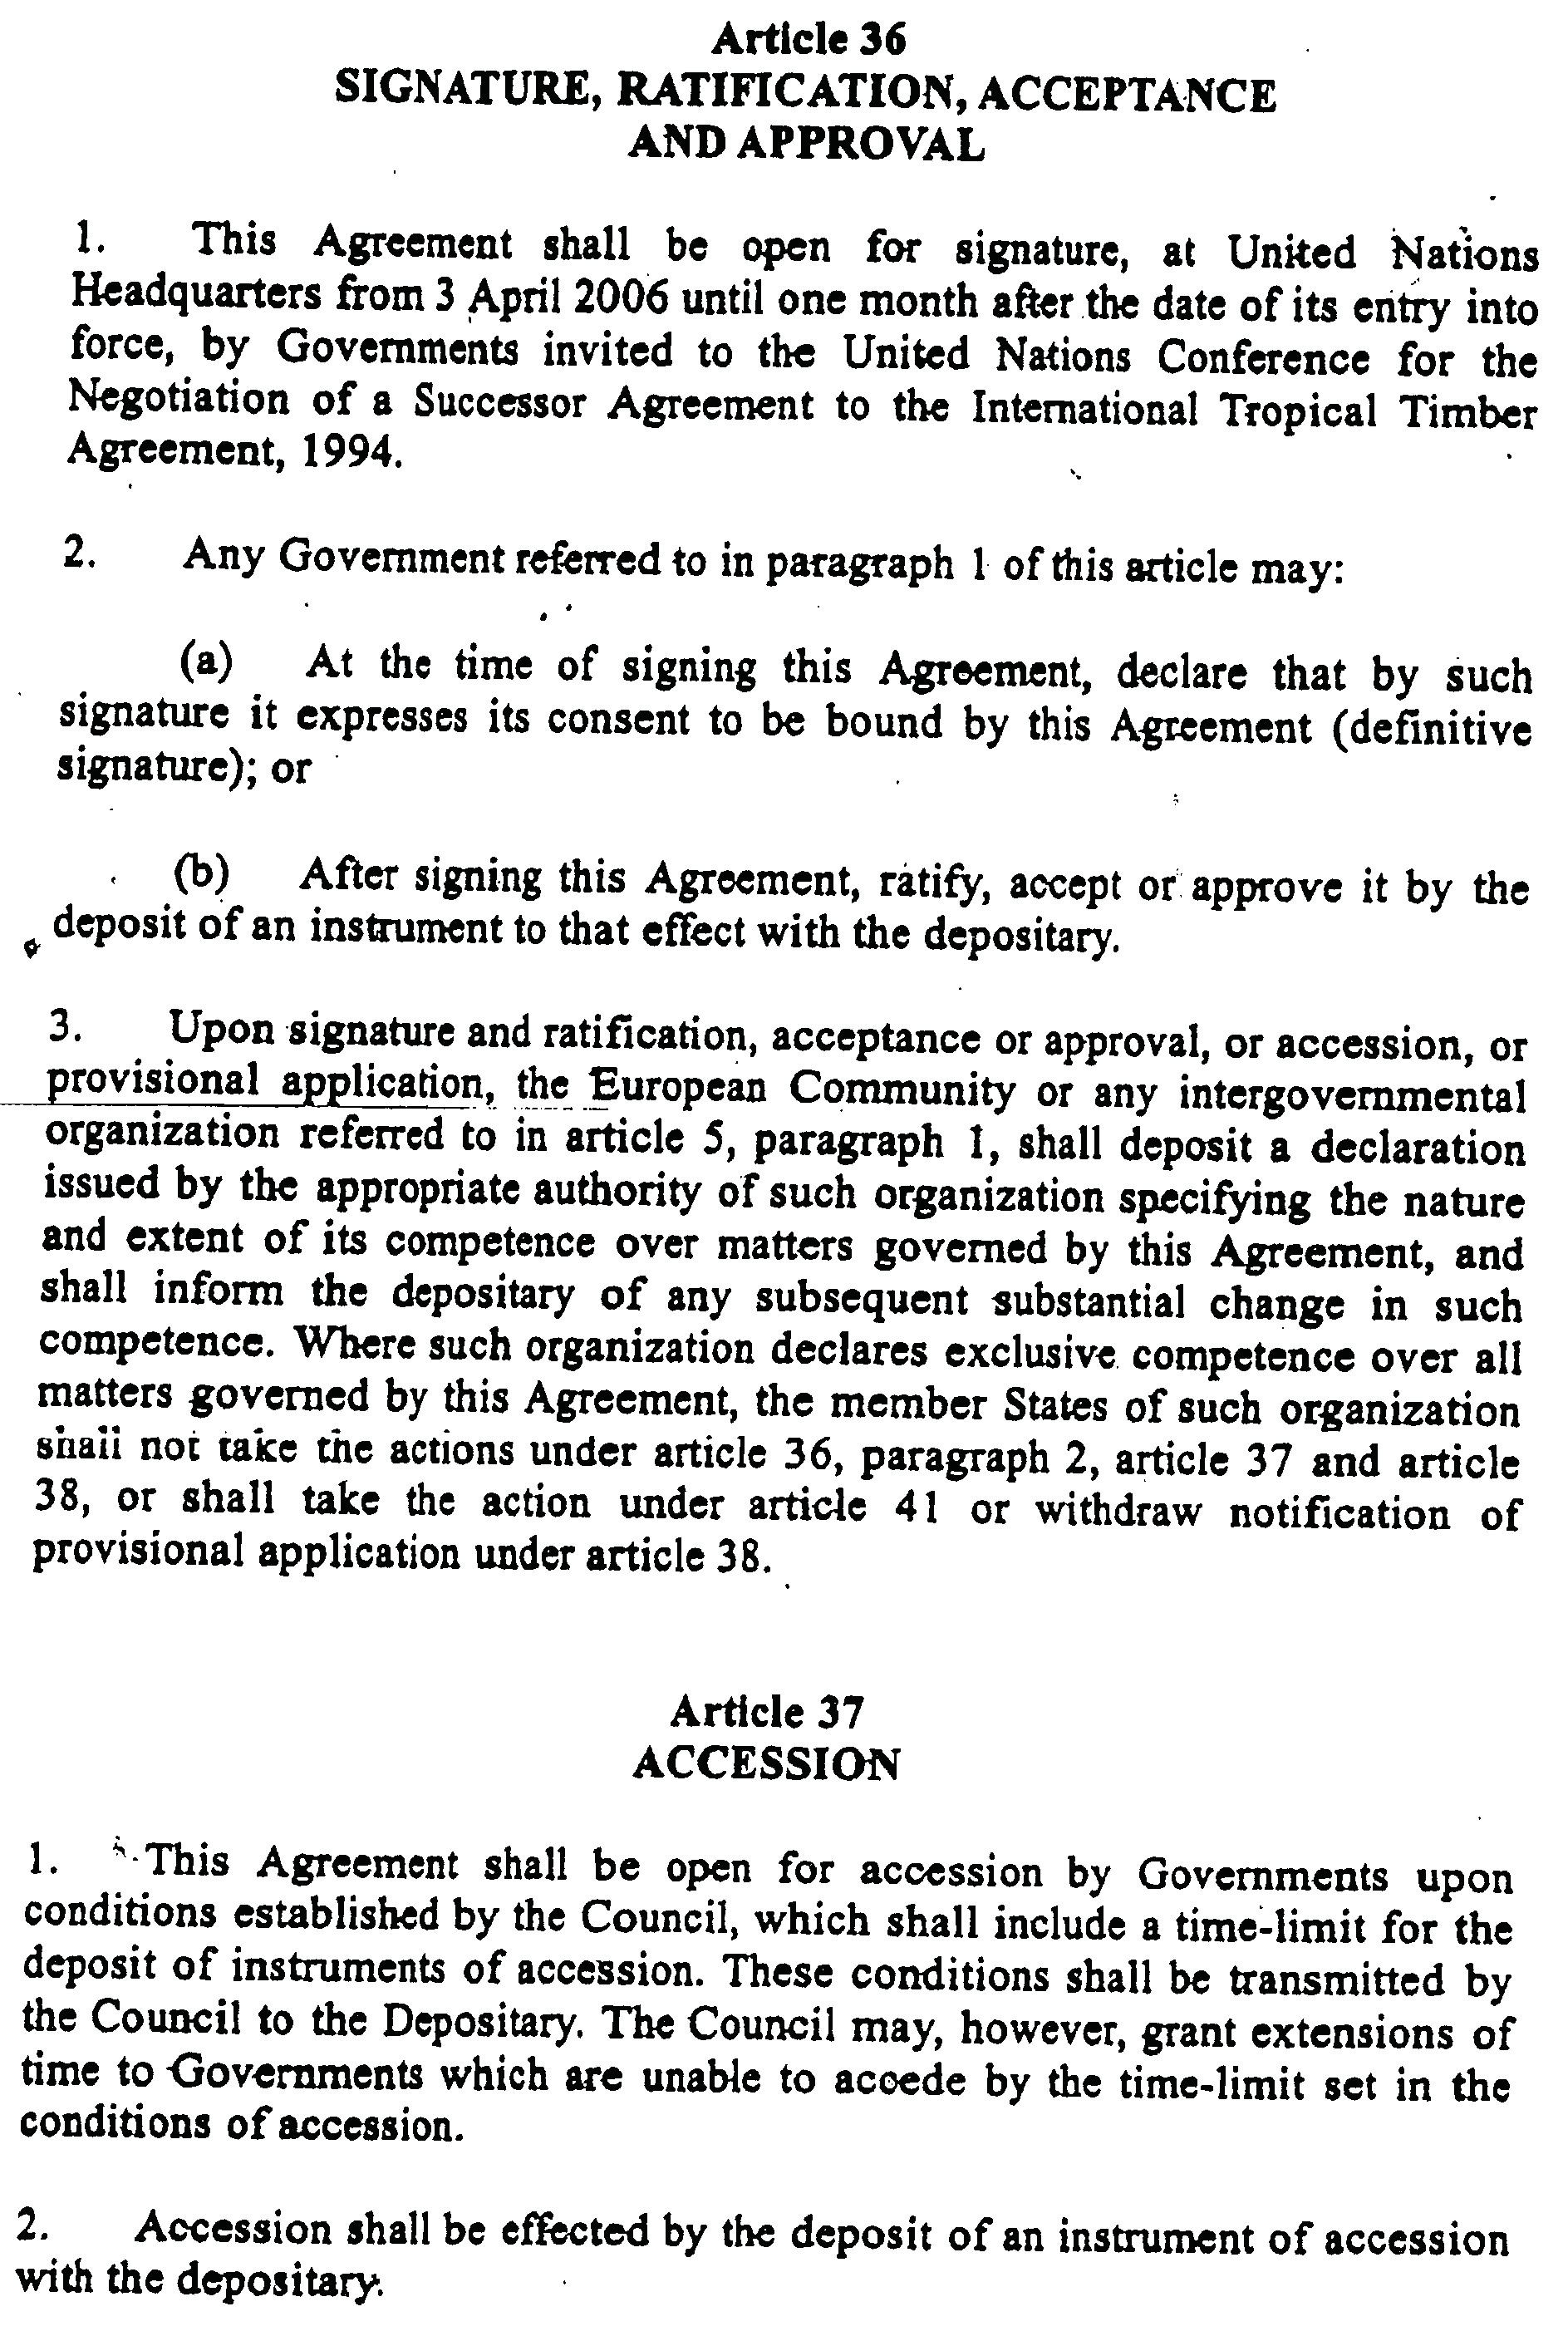 Article 36
SIGNATURE, RATIFICATION, ACCEPTANCE
AND APPROVAL
1. This Agreement shall be open for signature, at United Nations
Headquarters from 3 April 2006 until one month after the date of its entry into
force, by Governments invited to the United Nations Conference for the
Negotiation of a Successor Agreement to the International Tropical Timber
Agreement, 1994.
2. Any Government referred to in paragraph 1 of this article may:
(a) At the time of signing this Agreement, declare that by such
signature it expresses its consent to be bound by this Agreement (definitive
signature); or
(b) After signing this Agreement, ratify, accept or approve it by the
deposit of an instrument to that effect with the depositary.
3. Upon signature and ratification, acceptance or approval, or accession, or
provisional application, the European Community or any intergovernmental
organization referred to in article 5, paragraph 1, shall deposit a declaration
issued by the appropriate authority of such organization specifying the nature
and extent of its competence over matters governed by this Agreement, and
shall inform the depositary of any subsequent substantial change in such
competence. Where such organization declares exclusive competence over all
matters governed by this Agreement, the member States of such organization
shall not take the actions under article 36, paragraph 2, article 37 and article
38, or shall take the action under article 41 or withdraw notification of
provisional application under article 38.
Article 37
ACCESSION
1. This Agreement shall be open for accession by Governments upon
conditions established by the Council, which shall include a time-limit for the
deposit of instruments of accession. These conditions shall be transmitted by
the Council to the Depositary. The Council may, however, grant extensions of
time to Governments which are unable to accede by the time-limit set in the
conditions of accession.
2. Accession shall be effected by the deposit of an instrument of accession
with the depositary.